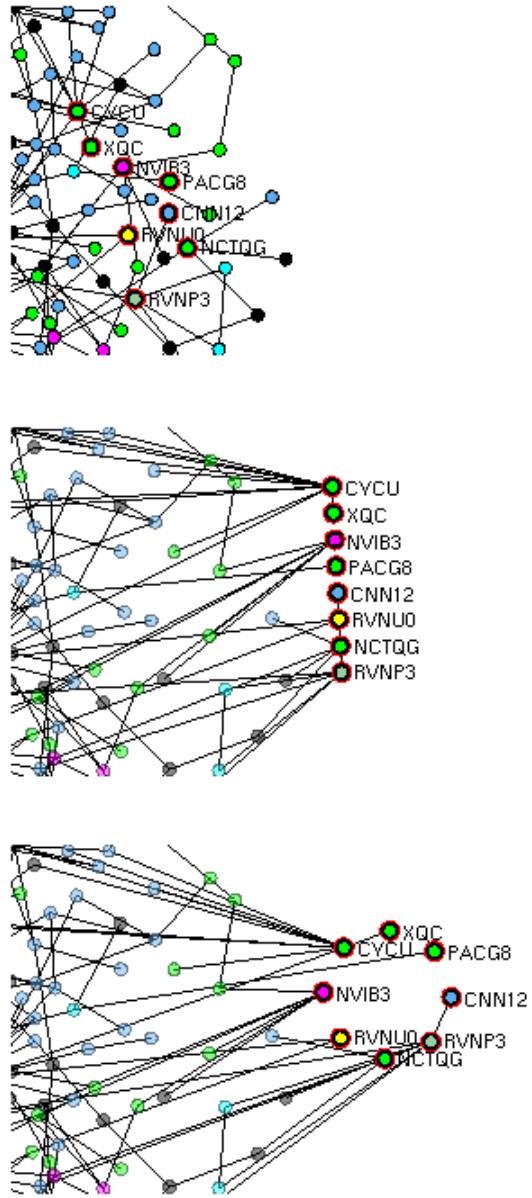 CYCU
XQC
NVIB3
PACG8
CNN12
RVNU0
NCTQG
RVNP3
CYCU
XQC
NVIB3
PACG8
CNN12
RVNU0
NCTQG
RVNP3
XQC
CYCU
PACG8
NVIB3
CNN12
RVNU0
RVNP3
NCTQG